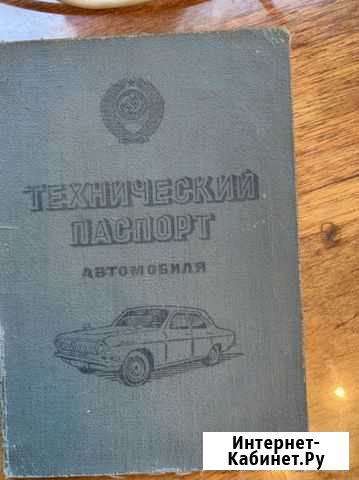 ТЕХНИЧЕСКИЙ
ПАСПОРТ
АВТОМОБИЛЯ
Интернет-
Кабинет.Ру